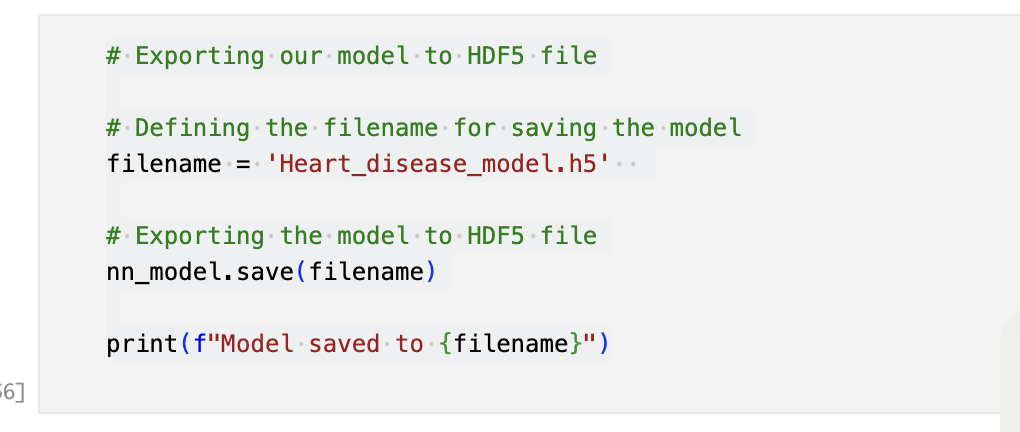 # Exporting our model to HDF5 file
# Defining the filename for saving the model
filename = 'Heart_disease_model.h5'
# Exporting the model to HDF5 file
nn_model.save(filename)
print(f"Model saved to {filename}")
6]